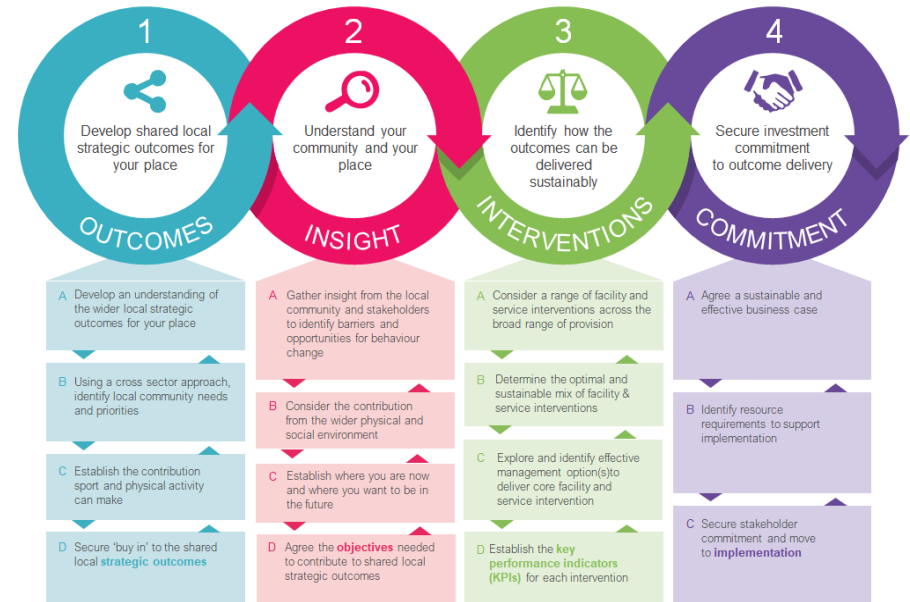 1
Develop shared local
strategic outcomes for
your place
OUTCOMES
A Develop an understanding of
the wider local strategic
outcomes for your place
B Using a cross sector approach,
identify local community needs
and priorities
C Establish the contribution
sport and physical activity
can make
D Secure ‘buy in’ to the shared
local strategic outcomes
2
Understand your
community and your
place
INSIGHT
A Gather insight from the local
community and stakeholders
to identify barriers and
opportunities for behaviour
change
B Consider the contribution
from the wider physical and
social environment
C Establish where you are now
and where you want to be in
the future
D Agree the objectives needed
to contribute to shared local
strategic outcomes
3
Identify how the
outcomes can be
delivered
sustainably
INTERVENTIONS
A Consider a range of facility and
service interventions across the
broad range of provision
B Determine the optimal and
sustainable mix of facility &
service interventions
C Explore and identify effective
management option(s)to
deliver core facility and
service intervention
D Establish the key
performance indicators
(KPIs) for each intervention
4
Secure investment
commitment
to outcome delivery
COMMITMENT
A Agree a sustainable and
effective business case
B Identify resource
requirements to support
implementation
C Secure stakeholder
commitment and move
to implementation